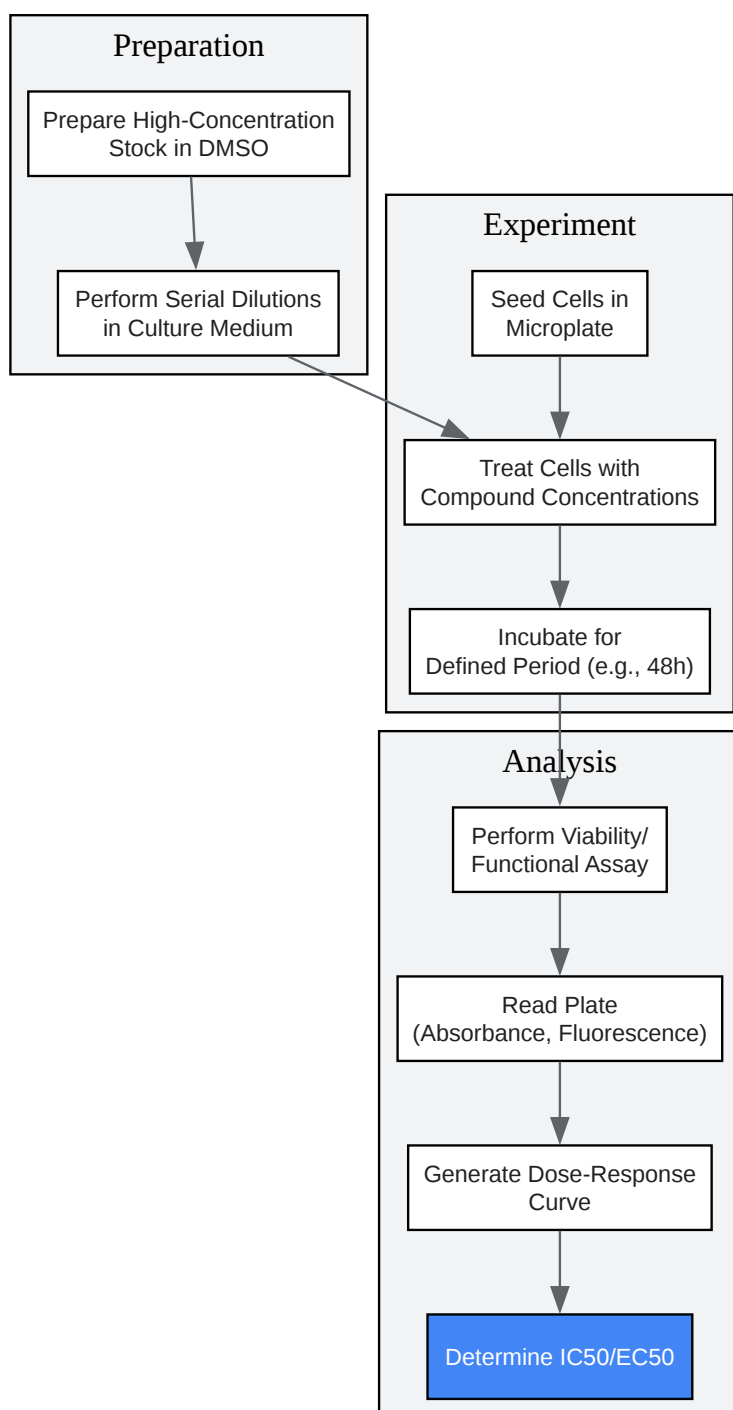 Preparation
Prepare High-Concentration
Stock in DMSO
Perform Serial Dilutions
in Culture Medium
Experiment
Seed Cells in
Microplate
Treat Cells with
Compound Concentrations
Incubate for
Defined Period (e.g., 48h)
Analysis
Perform Viability/
Functional Assay
Read Plate
(Absorbance, Fluorescence)
Generate Dose-Response
Curve
Determine IC50/EC50